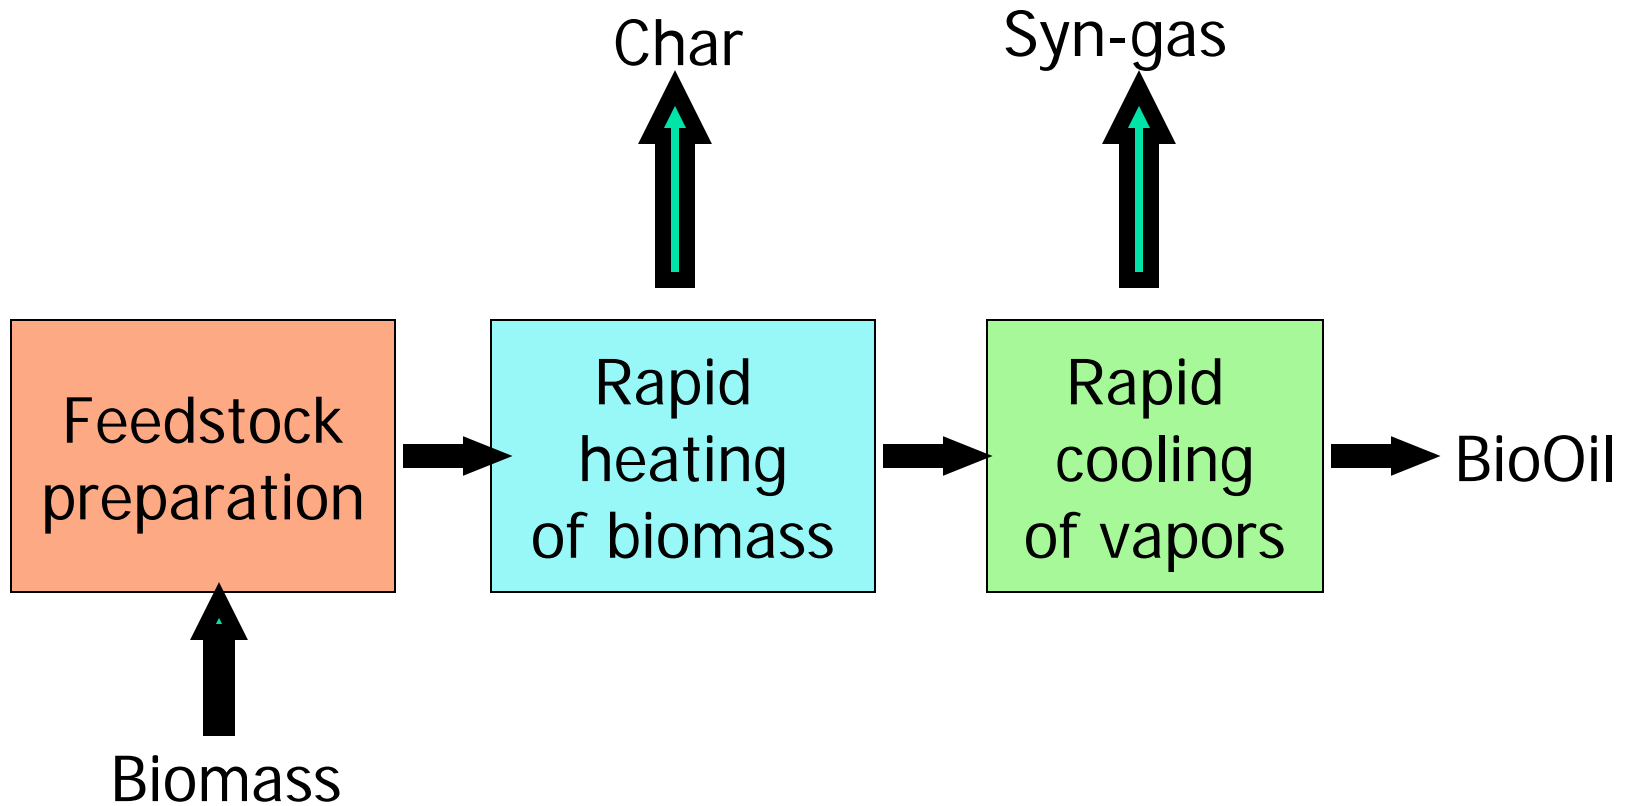 Char
Syn-gas
Feedstock
preparation
Rapid
heating
of biomass
Rapid
cooling
of vapors
BioOil
Biomass